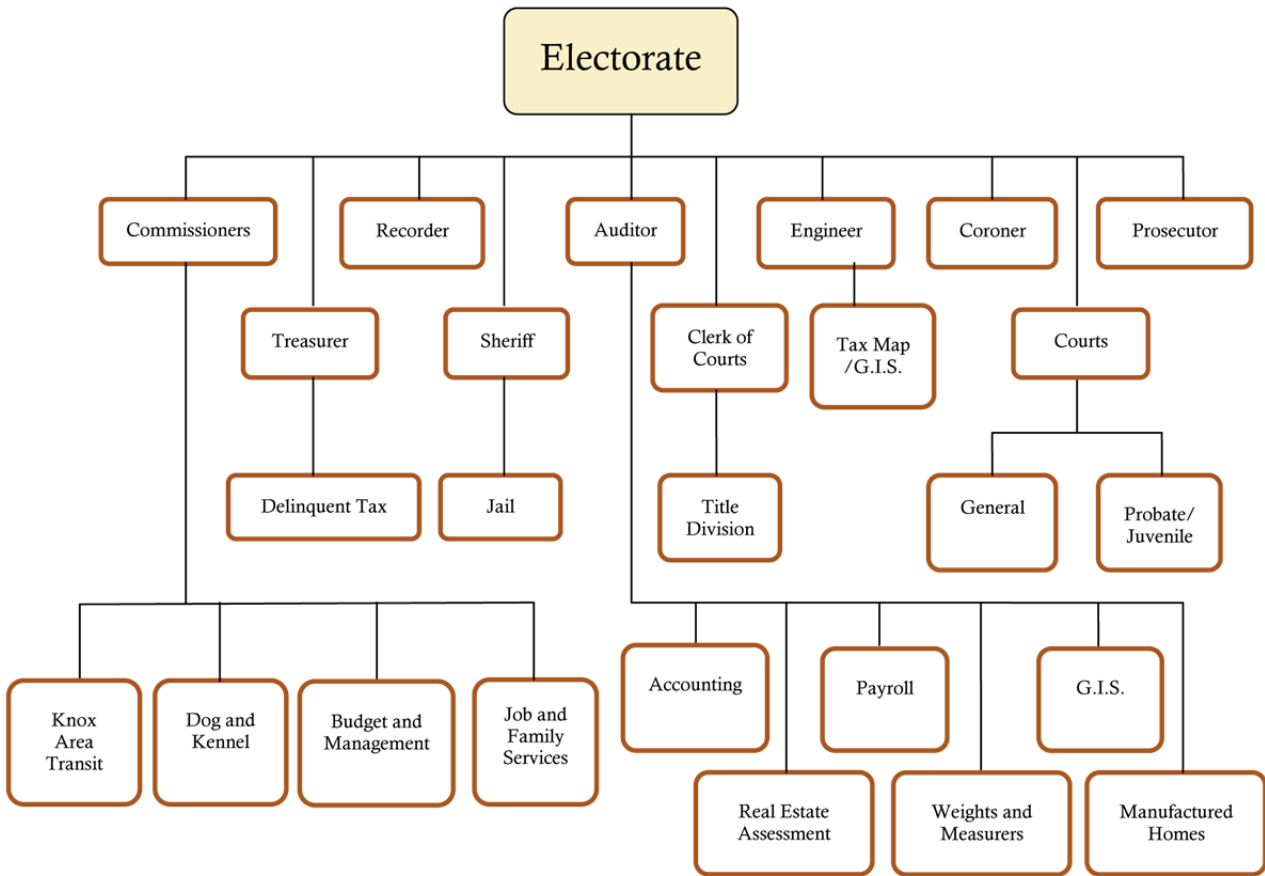 Electorate
Commissioners
Recorder
Auditor
Engineer
Coroner
Prosecutor
Treasurer
Sheriff
Clerk of
Courts
Tax Map
/G.I.S.
Courts
Delinquent Tax
Jail
Title
Division
General
Probate/
Juvenile
Knox
Area
Transit
Dog and
Kennel
Budget and
Management
Job and
Family
Services
Accounting
Payroll
G.I.S.
Real Estate
Assessment
Weights and
Measurers
Manufactured
Homes